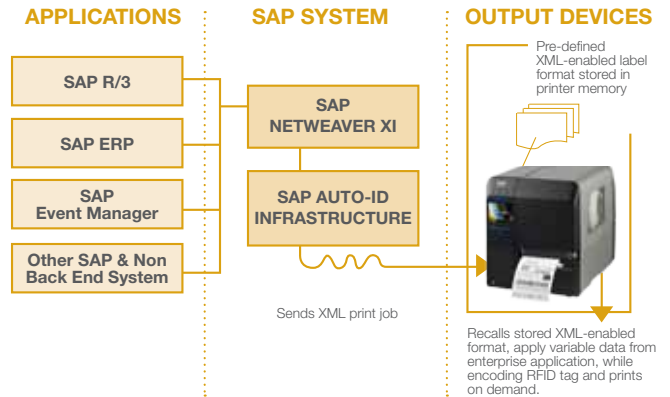 APPLICATIONS
SAP R/3
SAP ERP
SAP
Event Manager
Other SAP & Non
Back End System
SAP SYSTEM
SAP
NETWEAVER XI
SAP AUTO-ID
INFRASTRUCTURE
Sends XML print job
OUTPUT DEVICES
Pre-defined
XML-enabled label
format stored in
printer memory
Recalls stored XML-enabled
format, apply variable data from
enterprise application, while
encoding RFID tag and prints
on demand.